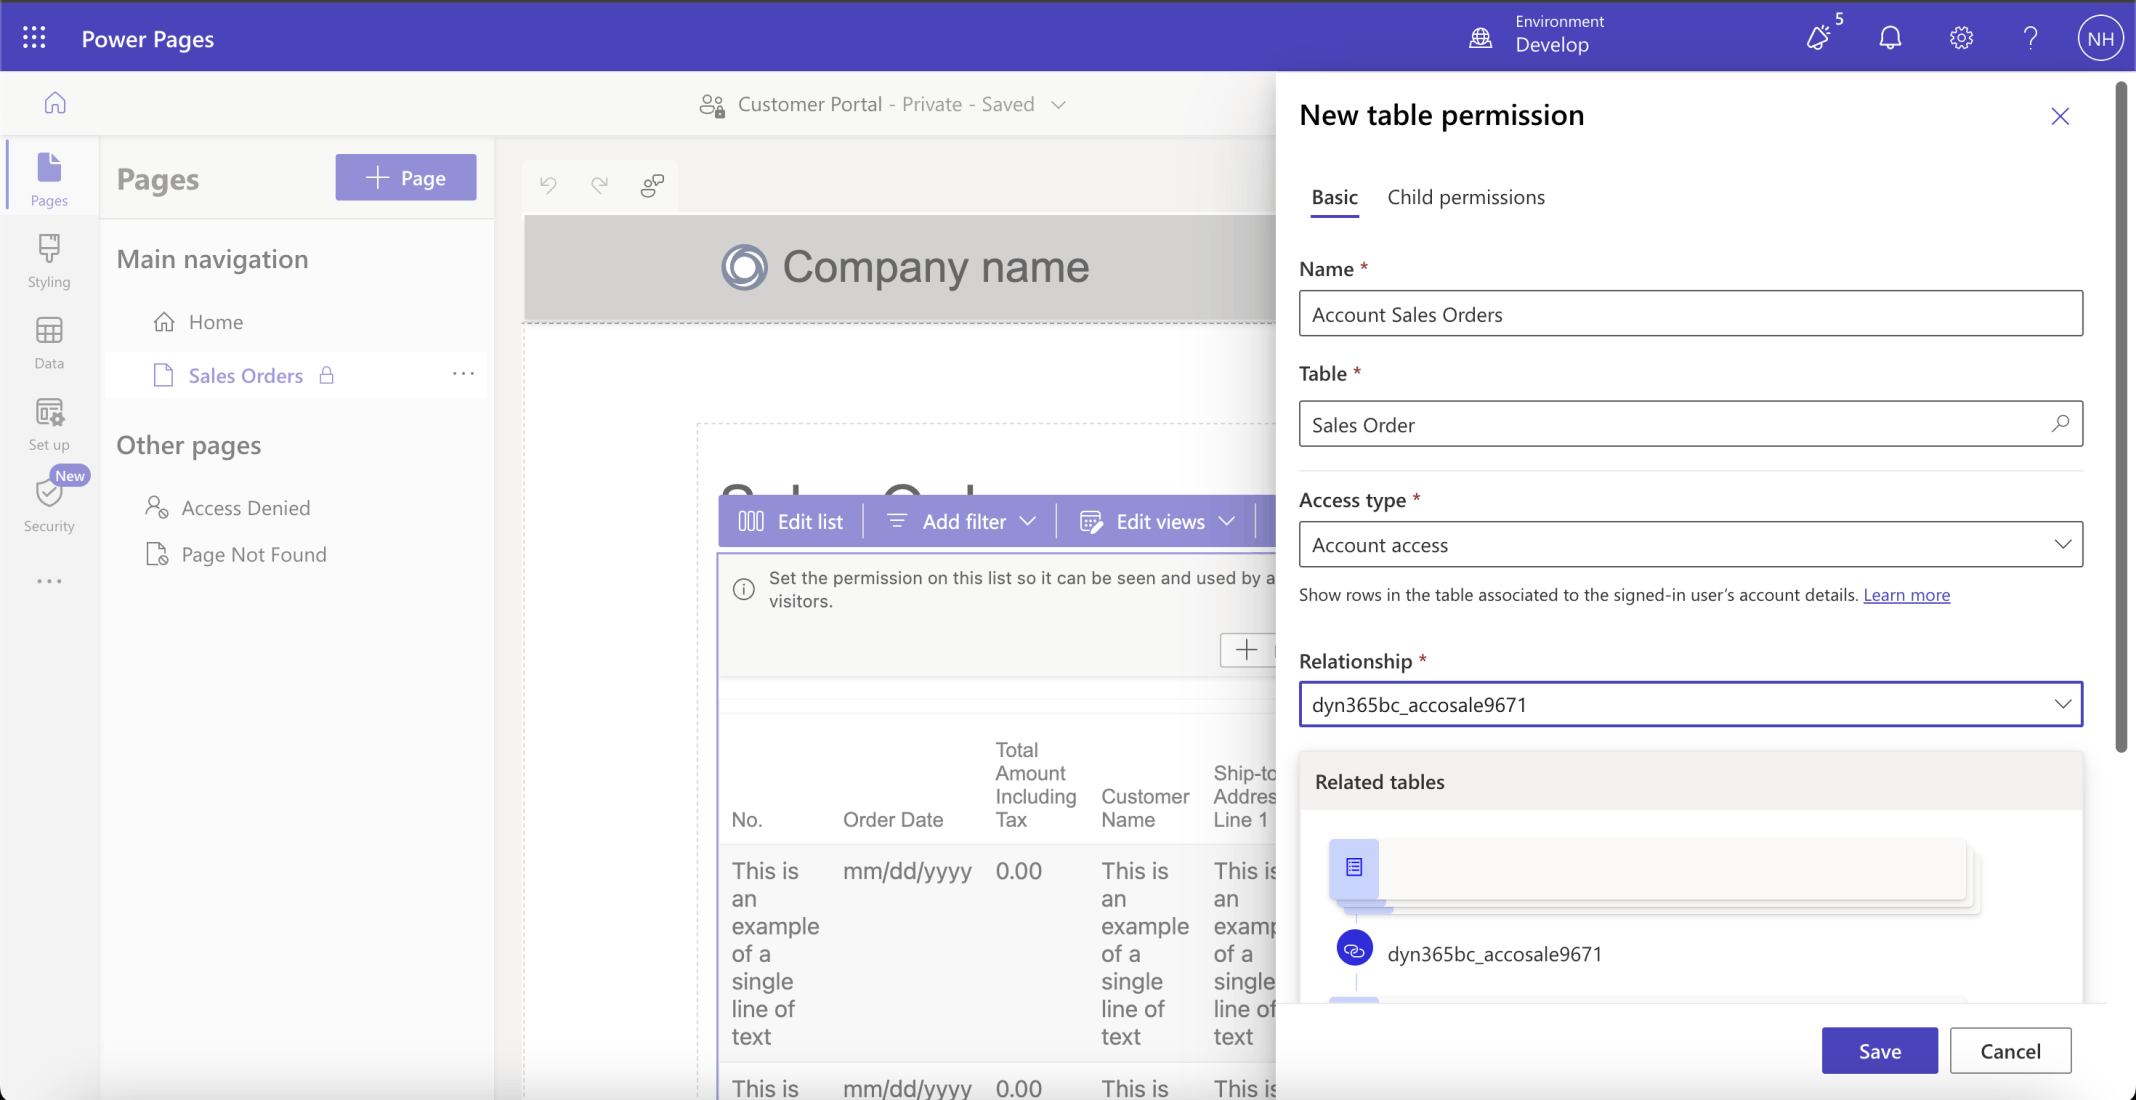 Power Pages
Environment
Develop
5
NH
Customer Portal - Private - Saved
Pages
Styling
Data
Set up
New
Security
Pages
Page
Main navigation
Home
Sales Orders
Other pages
Access Denied
Page Not Found
Company name
Edit list
Add filter
Edit views
Set the permission on this list so it can be seen and used by a
visitors.
No.
Order Date
Total
Amount
Including
Tax
Customer
Name
Ship-to
Addres
Line 1
This is
an
example
of a
single
line of
text
mm/dd/yyyy
0.00
This is
an
example
of a
single
line of
text
This is
an
examp
of a
single
line of
text
This is
mm/dd/yyyy
0.00
This is
This is
New table permission
Basic
Child permissions
Name *
Account Sales Orders
Table *
Sales Order
Access type *
Account access
Show rows in the table associated to the signed-in user’s account details. Learn more
Relationship *
dyn365bc_accosale9671
Related tables
dyn365bc_accosale9671
Save
Cancel